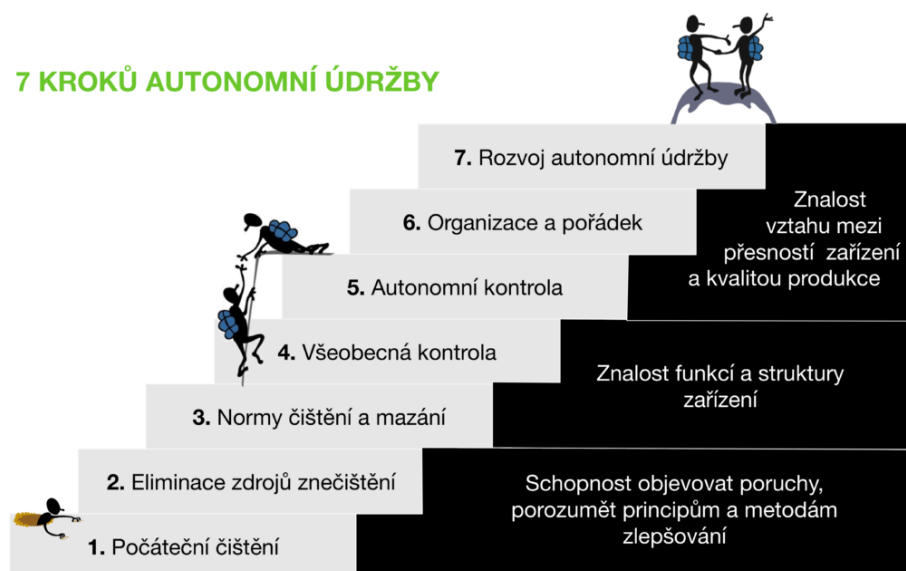 7 KROKŮ AUTONOMNÍ ÚDRŽBY
7. Rozvoj autonomní údržby
6. Organizace a pořádek
5. Autonomní kontrola
4. Všeobecná kontrola
3. Normy čištění a mazání
2. Eliminace zdrojů znečištění
1. Počáteční čištění
Znalost
vztahu mezi
přesností zařízení
a kvalitou produkce
Znalost funkcí a struktury
zařízení
Schopnost objevovat poruchy,
porozumět principům a metodám
zlepšování